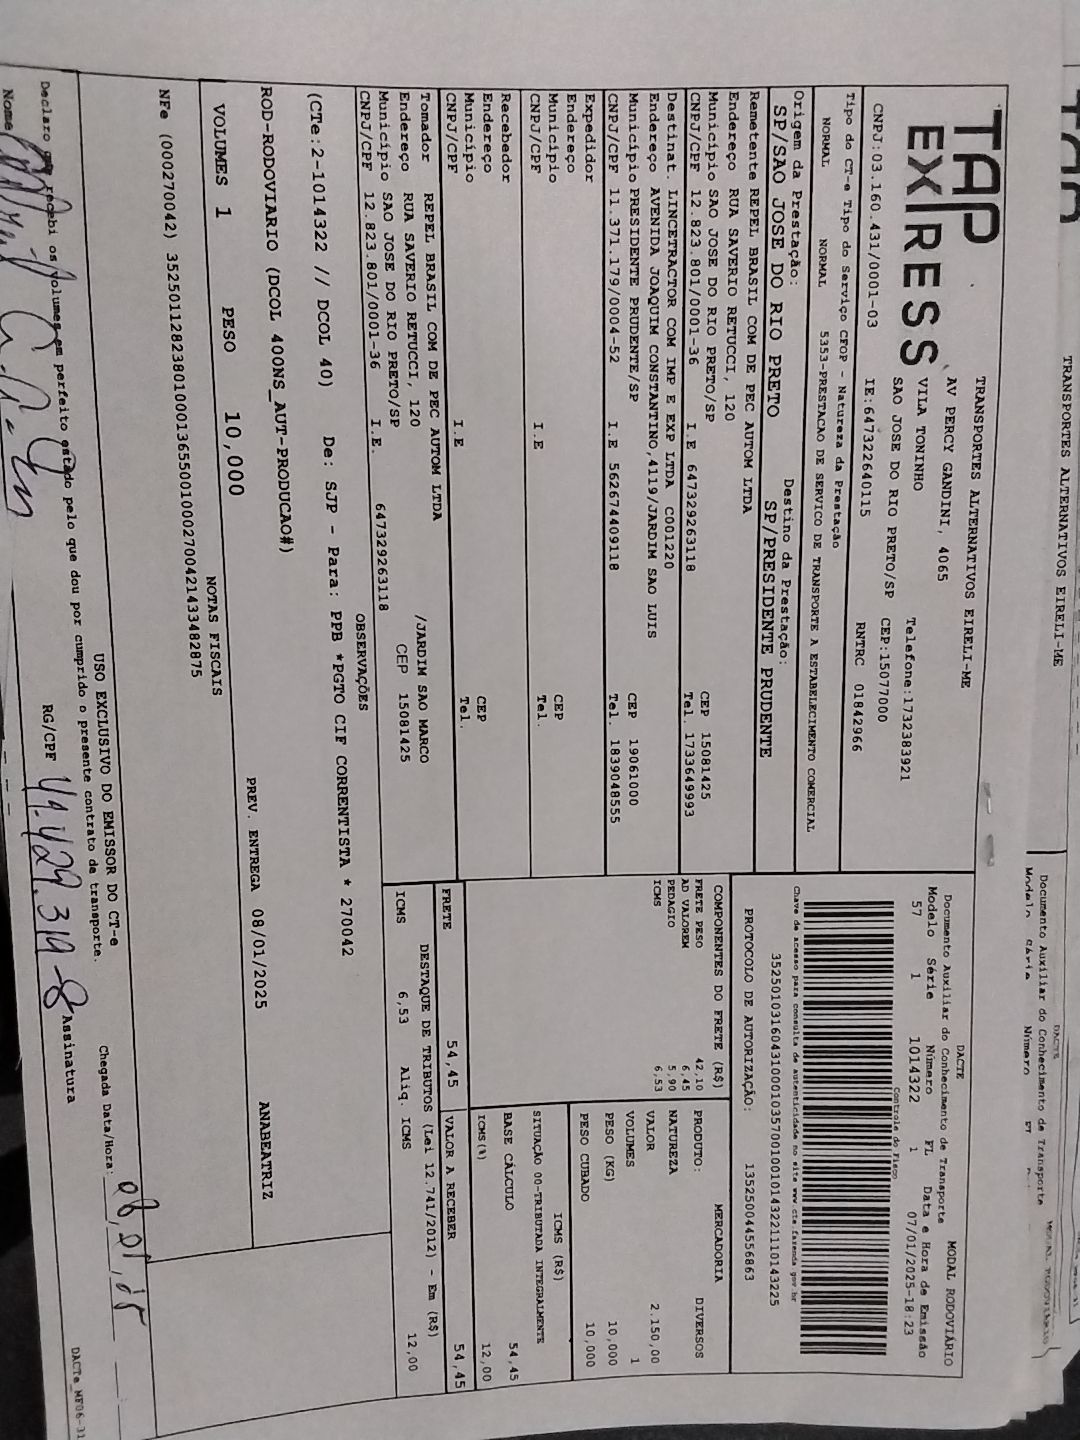 TRANSPORTES ALTERNATIVOS EIRELI-ME
DACTE
Documento Auxiliar do Conhecimento de Transporte
Modelo Série Número
TAP
EXPRESS
TRANSPORTES ALTERNATIVOS EIRELI-ME
AV PERCY GANDINI, 4065
VILA TONINHO
SAO JOSE DO RIO PRETO/SP
Telefone:1732383921
CEP:15077000
CNPJ:03.160.431/0001-03 IE:647322640115 RNTRC 01842966
DACTE
Documento Auxiliar do Conhecimento de Transporte MODAL RODOVIÁRIO
Modelo Série Número FL Data e Hora de Emissão
57 1 1014322 1 07/01/2025-18:23
Controle do Fisco
Chave de acesso para consulta de autenticidade no site www.cte.fazenda.gov.br
35250103160431000103570010010143221110143225
PROTOCOLO DE AUTORIZAÇÃO: 135250044556863
Tipo do CT-e Tipo do Serviço CFOP - Natureza da Prestação
NORMAL NORMAL 5353-PRESTACAO DE SERVICO DE TRANSPORTE A ESTABELECIMENTO COMERCIAL
Origem da Prestação: Destino da Prestação:
SP/SAO JOSE DO RIO PRETO SP/PRESIDENTE PRUDENTE
Remetente REPEL BRASIL COM DE PEC AUTOM LTDA
Endereço RUA SAVERIO RETUCCI, 120
Município SAO JOSE DO RIO PRETO/SP CEP 15081425
CNPJ/CPF 12.823.801/0001-36 I.E 647329263118 Tel. 1733649993
Destinat. LINCETRACTOR COM IMP E EXP LTDA C001220
Endereço AVENIDA JOAQUIM CONSTANTINO,4119/JARDIM SAO LUIS
Município PRESIDENTE PRUDENTE/SP CEP 19061000
CNPJ/CPF 11.371.179/0004-52 I.E 562674409118 Tel. 1839048555
Expedidor
Endereço
Município CEP
CNPJ/CPF I.E Tel.
Recebedor
Endereço
Município CEP
CNPJ/CPF I.E Tel.
Tomador REPEL BRASIL COM DE PEC AUTOM LTDA
Endereço RUA SAVERIO RETUCCI, 120 /JARDIM SAO MARCO
Município SAO JOSE DO RIO PRETO/SP CEP 15081425
CNPJ/CPF 12.823.801/0001-36 I.E. 647329263118
COMPONENTES DO FRETE (R$)
FRETE PESO 42,10
AD VALOREM 6,45
PEDAGIO 5,90
ICMS 6,53
PRODUTO: MERCADORIA DIVERSOS
NATUREZA
VALOR 2.150,00
VOLUMES 1
PESO (KG) 10,000
PESO CUBADO 10,000
ICMS (R$)
SITUAÇÃO 00-TRIBUTADA INTEGRALMENTE
BASE CÁLCULO 54,45
ICMS(%) 12,00
FRETE 54,45 VALOR A RECEBER 54,45
DESTAQUE DE TRIBUTOS (Lei 12.741/2012) - Em (R$)
ICMS 6,53 Aliq. ICMS 12,00
OBSERVAÇÕES
(CTe:2-1014322 // DCOL 40) De: SJP - Para: PPB *PGTO CIF CORRENTISTA * 270042
ROD-RODOVIARIO (DCOL 400NS_AUT-PRODUCAO#)
PREV. ENTREGA 08/01/2025 ANABEATRIZ
VOLUMES 1 PESO 10,000
NOTAS FISCAIS
NFe (000270042) 35250112823801000136550010002700421433482875
USO EXCLUSIVO DO EMISSOR DO CT-e
Declaro que recebi os volumes em perfeito estado pelo que dou por cumprido o presente contrato de transporte.
Chegada Data/Hora: 08,01,25
Nome RG/CPF 41.429.319-8 Assinatura
DACTe_MF06-31